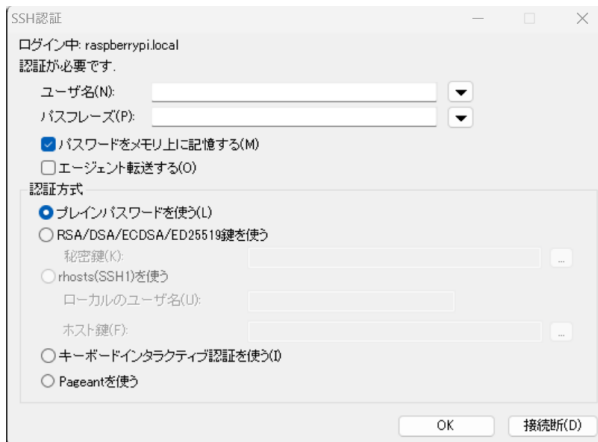 SSH認証
ログイン中: raspberrypi.local
認証が必要です.
ユーザ名(N):
パスフレーズ(P):
パスワードをメモリ上に記憶する(M)
エージェント転送する(O)
認証方式
プレインパスワードを使う(L)
RSA/DSA/ECDSA/ED25519鍵を使う
秘密鍵(K): ...
rhosts(SSH1)を使う
ローカルのユーザ名(U):
ホスト鍵(F): ...
キーボードインタラクティブ認証を使う(I)
Pageantを使う
OK 接続断(D)